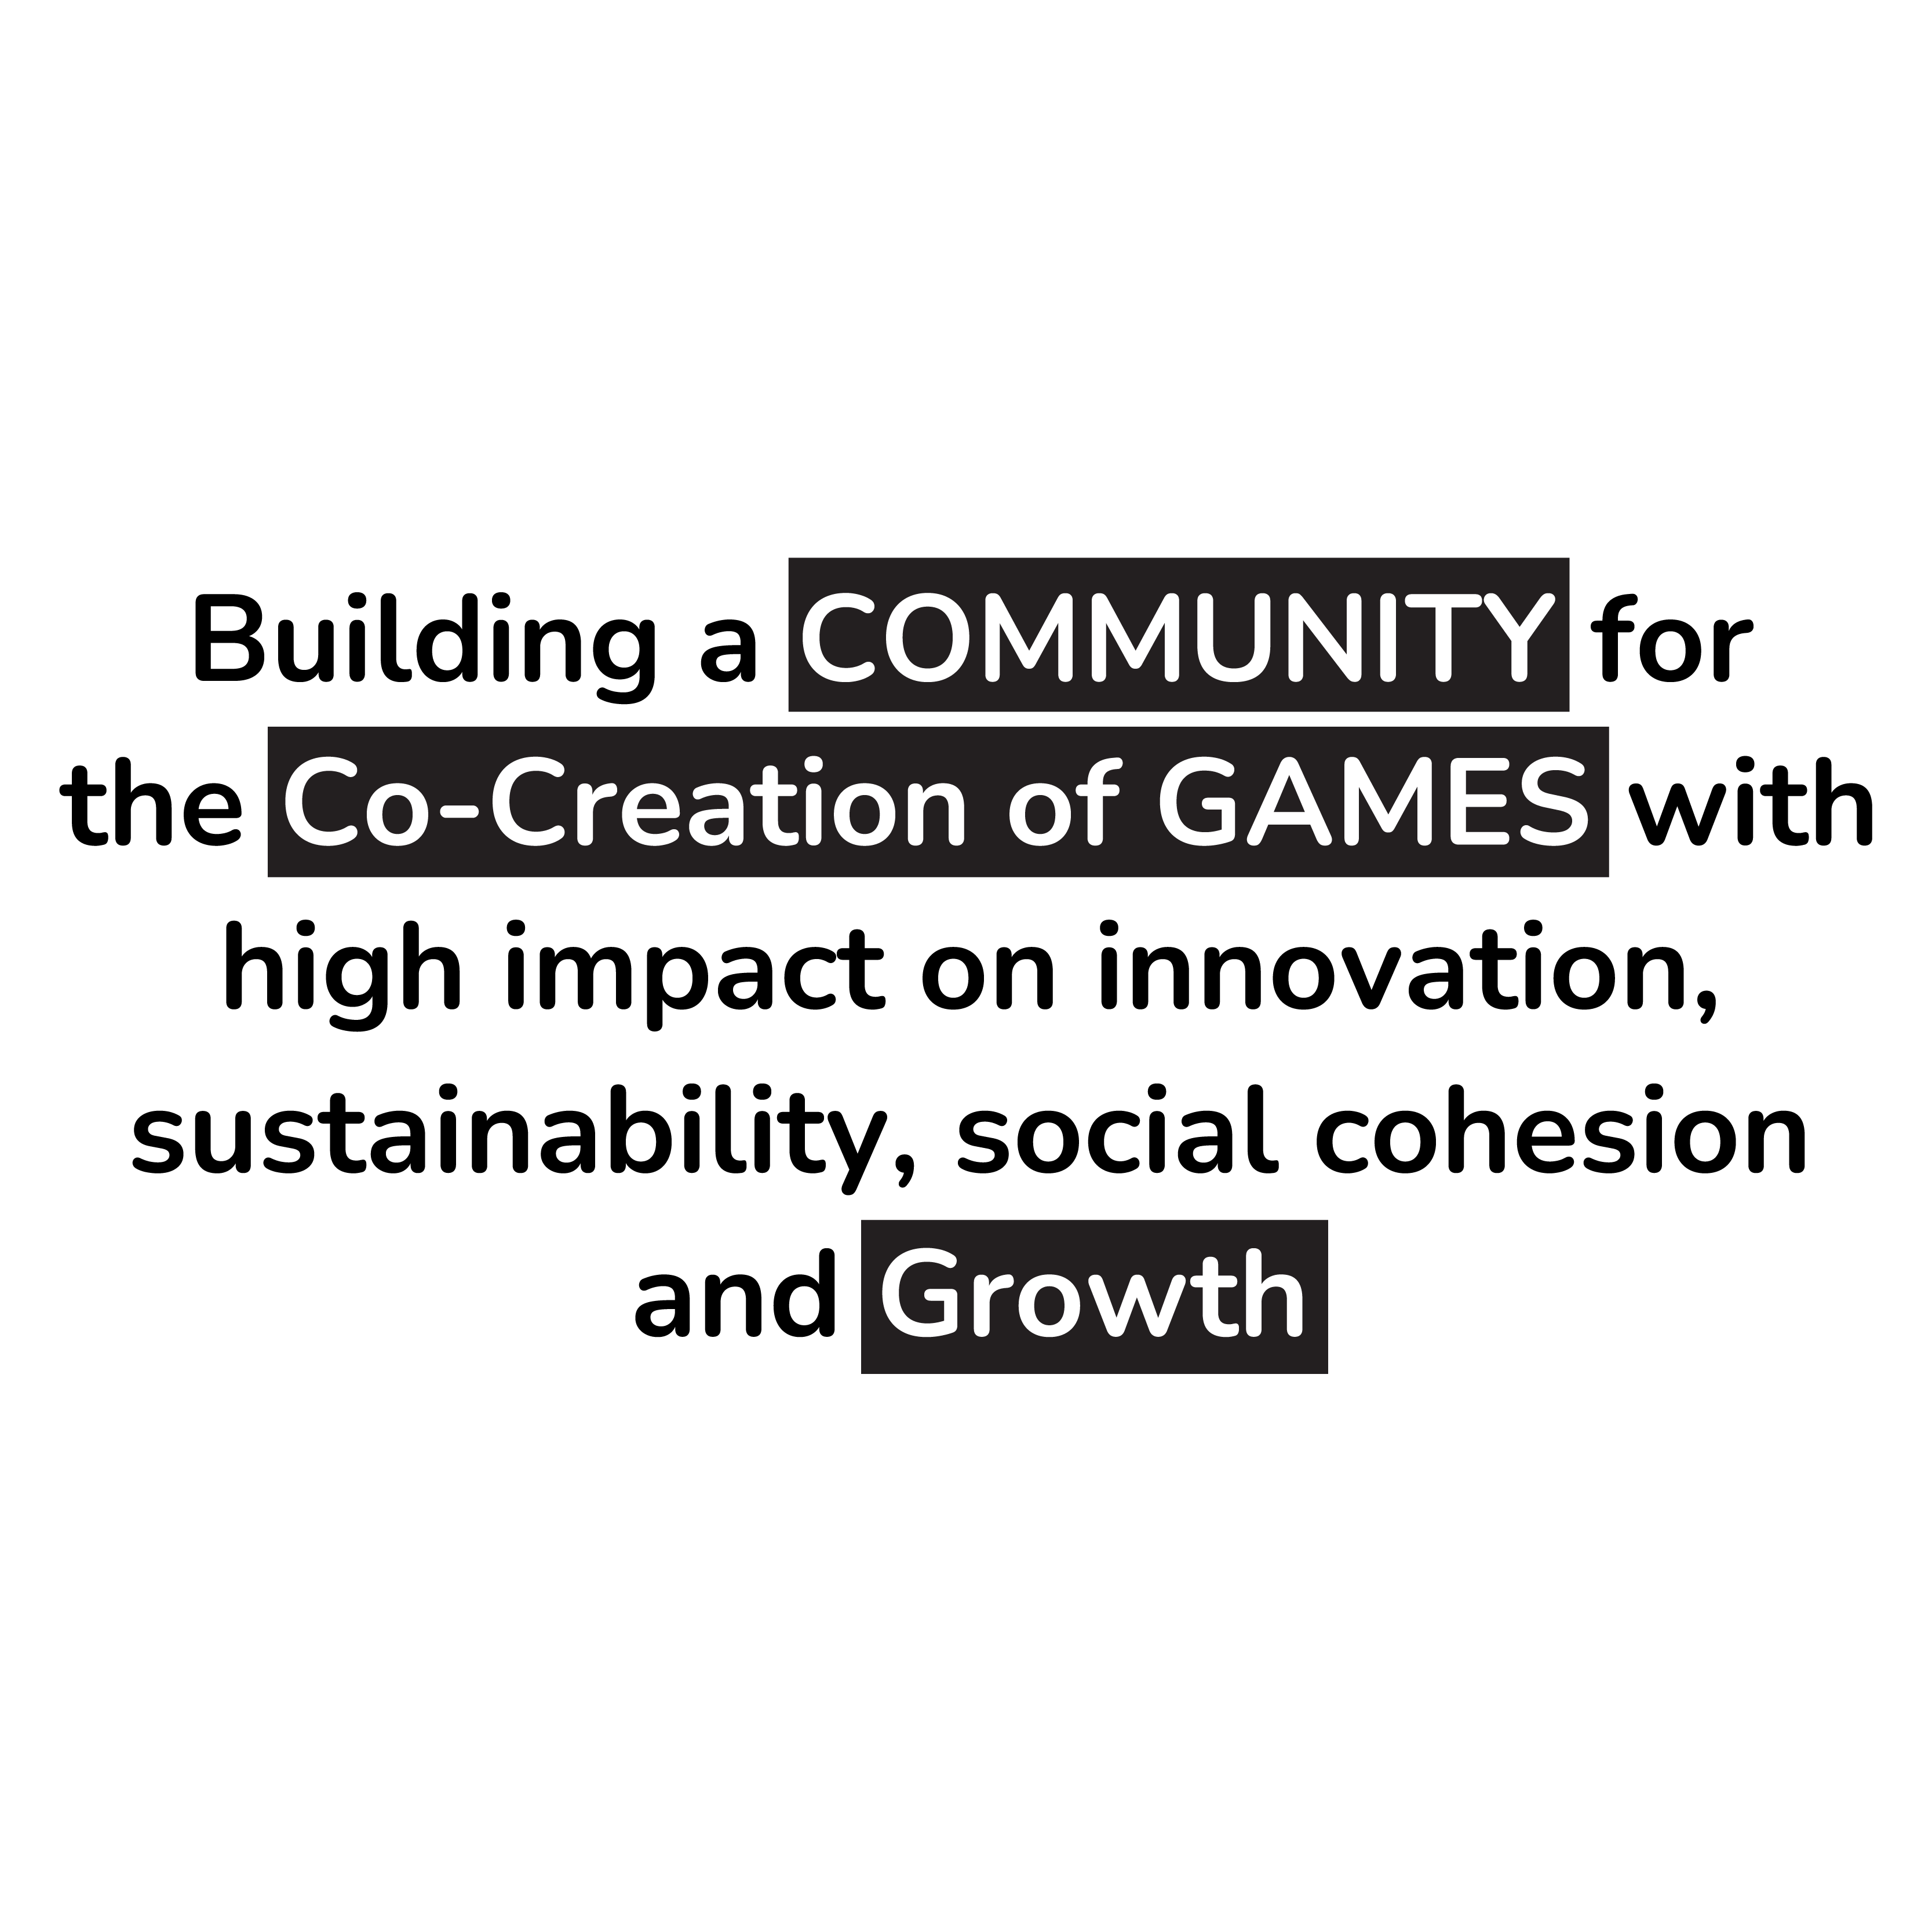 Building a COMMUNITY for
the Co-Creation of GAMES with
high impact on innovation,
sustainability, social cohesion
and Growth